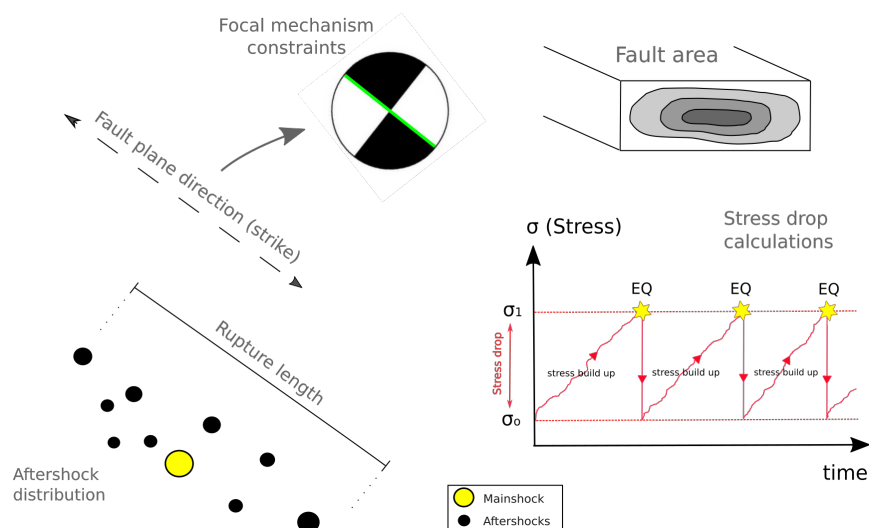 Focal mechanism
constraints
Fault area
Fault plane direction (strike)
σ (Stress)
Stress drop
calculations
EQ
EQ
EQ
σ1
Stress drop
stress build up
stress build up
stress build up
σo
time
Rupture length
Aftershock
distribution
Mainshock
Aftershocks